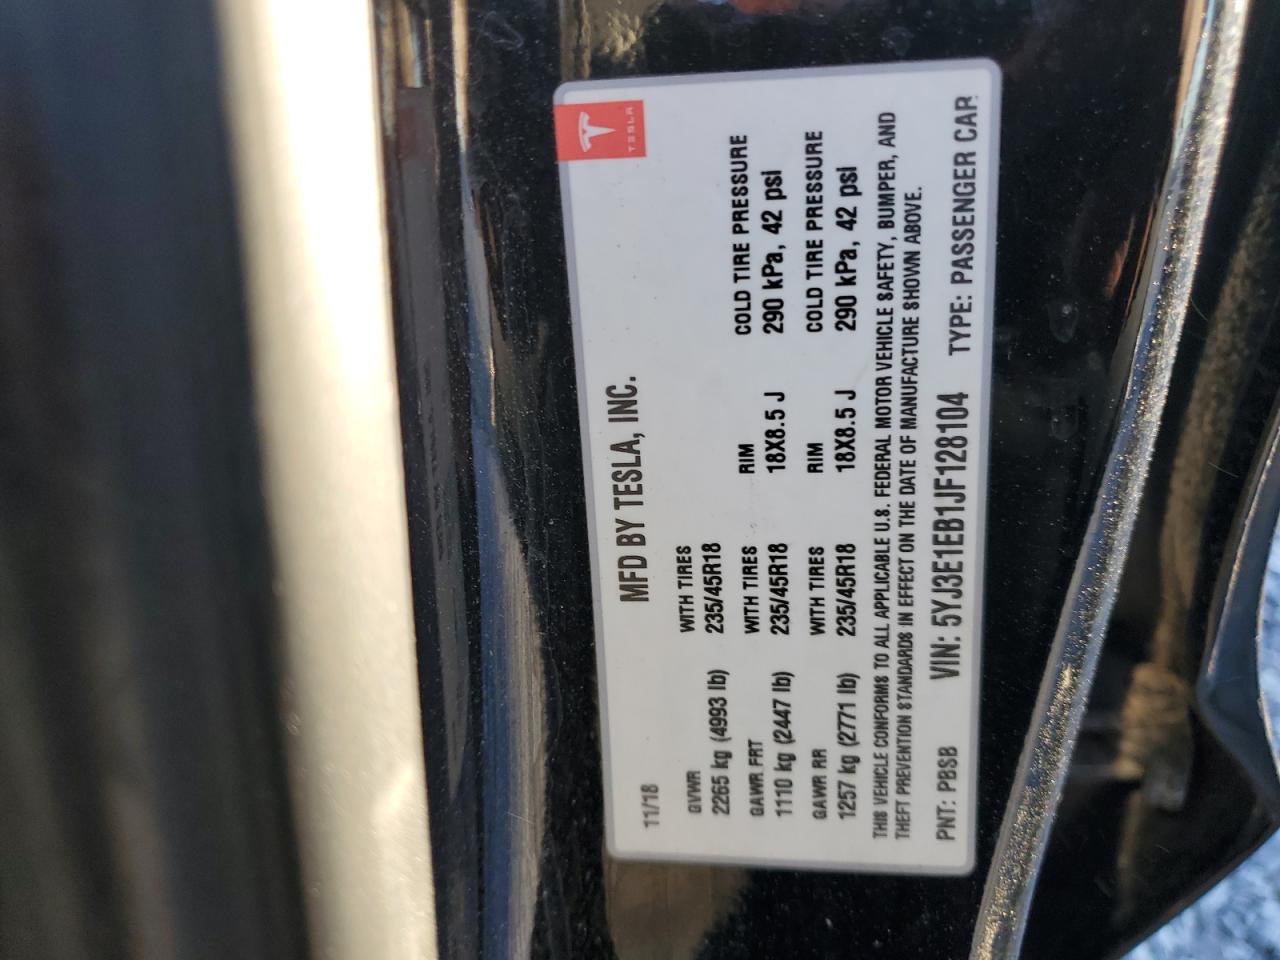 TESLA
11/18 MFD BY TESLA, INC.
GVWR WITH TIRES
2265 kg (4993 lb) 235/45R18
GAWR FRT WITH TIRES RIM COLD TIRE PRESSURE
1110 kg (2447 lb) 235/45R18 18X8.5 J 290 kPa, 42 psi
GAWR RR WITH TIRES RIM COLD TIRE PRESSURE
1257 kg (2771 lb) 235/45R18 18X8.5 J 290 kPa, 42 psi
THIS VEHICLE CONFORMS TO ALL APPLICABLE U.S. FEDERAL MOTOR VEHICLE SAFETY, BUMPER, AND
THEFT PREVENTION STANDARDS IN EFFECT ON THE DATE OF MANUFACTURE SHOWN ABOVE.
PNT: PBSB VIN: 5YJ3E1EB1JF128104 TYPE: PASSENGER CAR